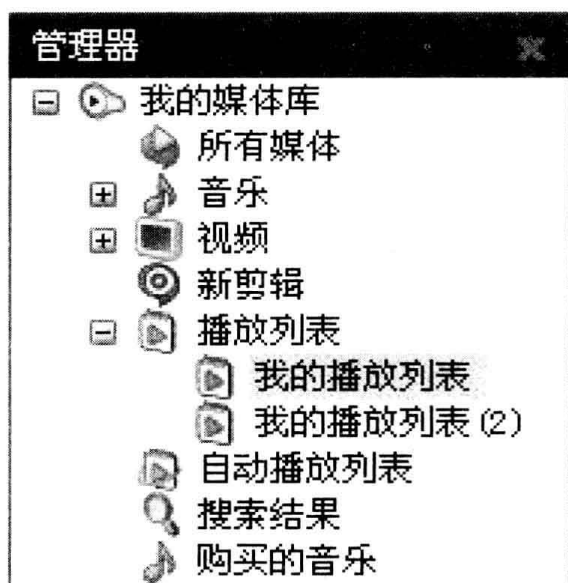 管理器
我的媒体库
所有媒体
音乐
视频
新剪辑
播放列表
我的播放列表
我的播放列表(2)
自动播放列表
搜索结果
购买的音乐